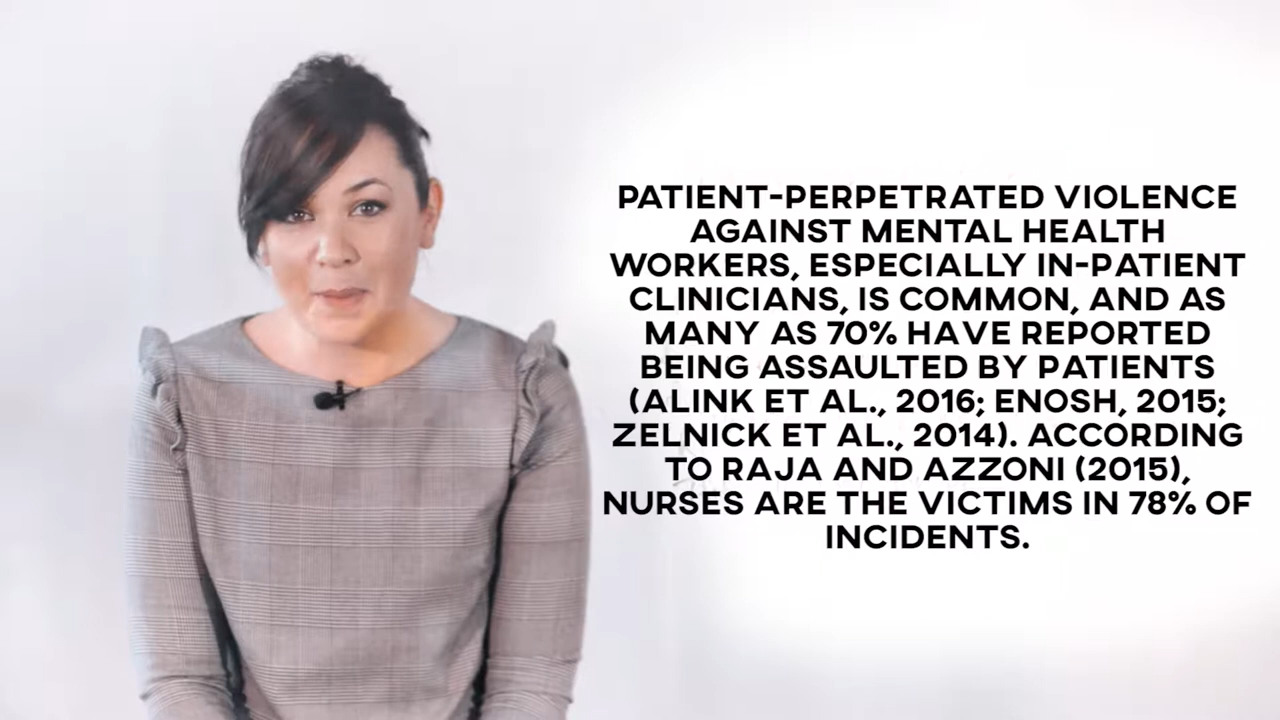 PATIENT-PERPETRATED VIOLENCE
AGAINST MENTAL HEALTH
WORKERS, ESPECIALLY IN-PATIENT
CLINICIANS, IS COMMON, AND AS
MANY AS 70% HAVE REPORTED
BEING ASSAULTED BY PATIENTS
(ALINK ET AL., 2016; ENOSH, 2015;
ZELNICK ET AL., 2014). ACCORDING
TO RAJA AND AZZONI (2015),
NURSES ARE THE VICTIMS IN 78% OF
INCIDENTS.